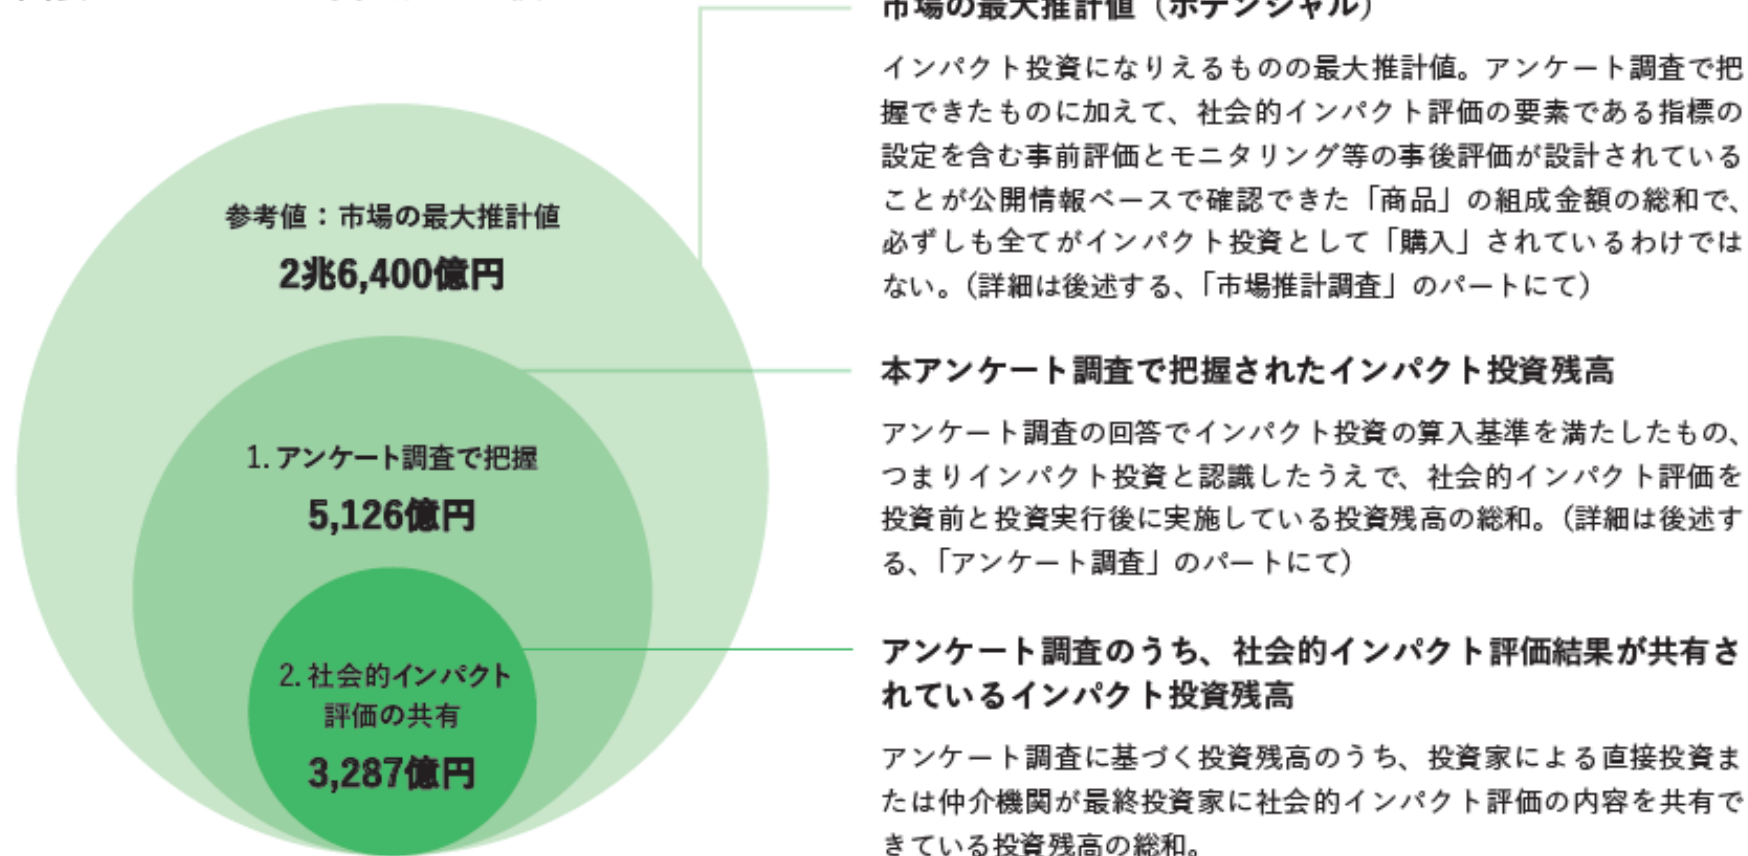 市場の最大推計値（ポテンシャル）
インパクト投資になりえるものの最大推計値。アンケート調査で把
握できたものに加えて、社会的インパクト評価の要素である指標の
設定を含む事前評価とモニタリング等の事後評価が設計されている
ことが公開情報ベースで確認できた「商品」の組成金額の総和で、
必ずしも全てがインパクト投資として「購入」されているわけでは
ない。（詳細は後述する、「市場推計調査」のパートにて）
参考値：市場の最大推計値
2兆6,400億円
本アンケート調査で把握されたインパクト投資残高
アンケート調査の回答でインパクト投資の算入基準を満たしたもの、
つまりインパクト投資と認識したうえで、社会的インパクト評価を
投資前と投資実行後に実施している投資残高の総和。（詳細は後述す
る、「アンケート調査」のパートにて）
1. アンケート調査で把握
5,126億円
アンケート調査のうち、社会的インパクト評価結果が共有さ
れているインパクト投資残高
アンケート調査に基づく投資残高のうち、投資家による直接投資ま
たは仲介機関が最終投資家に社会的インパクト評価の内容を共有で
きている投資残高の総和。
2. 社会的インパクト
評価の共有
3,287億円